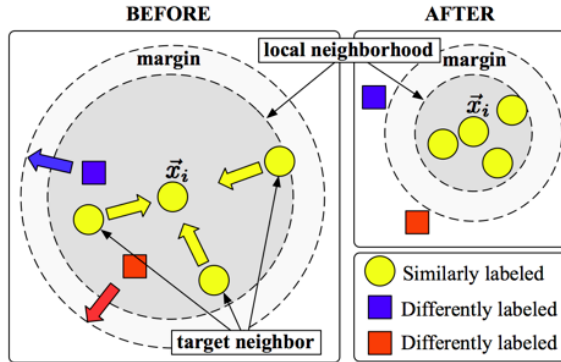 BEFORE
AFTER
local neighborhood
margin
margin
x⃗ᵢ
x⃗ᵢ
target neighbor
Similarly labeled
Differently labeled
Differently labeled